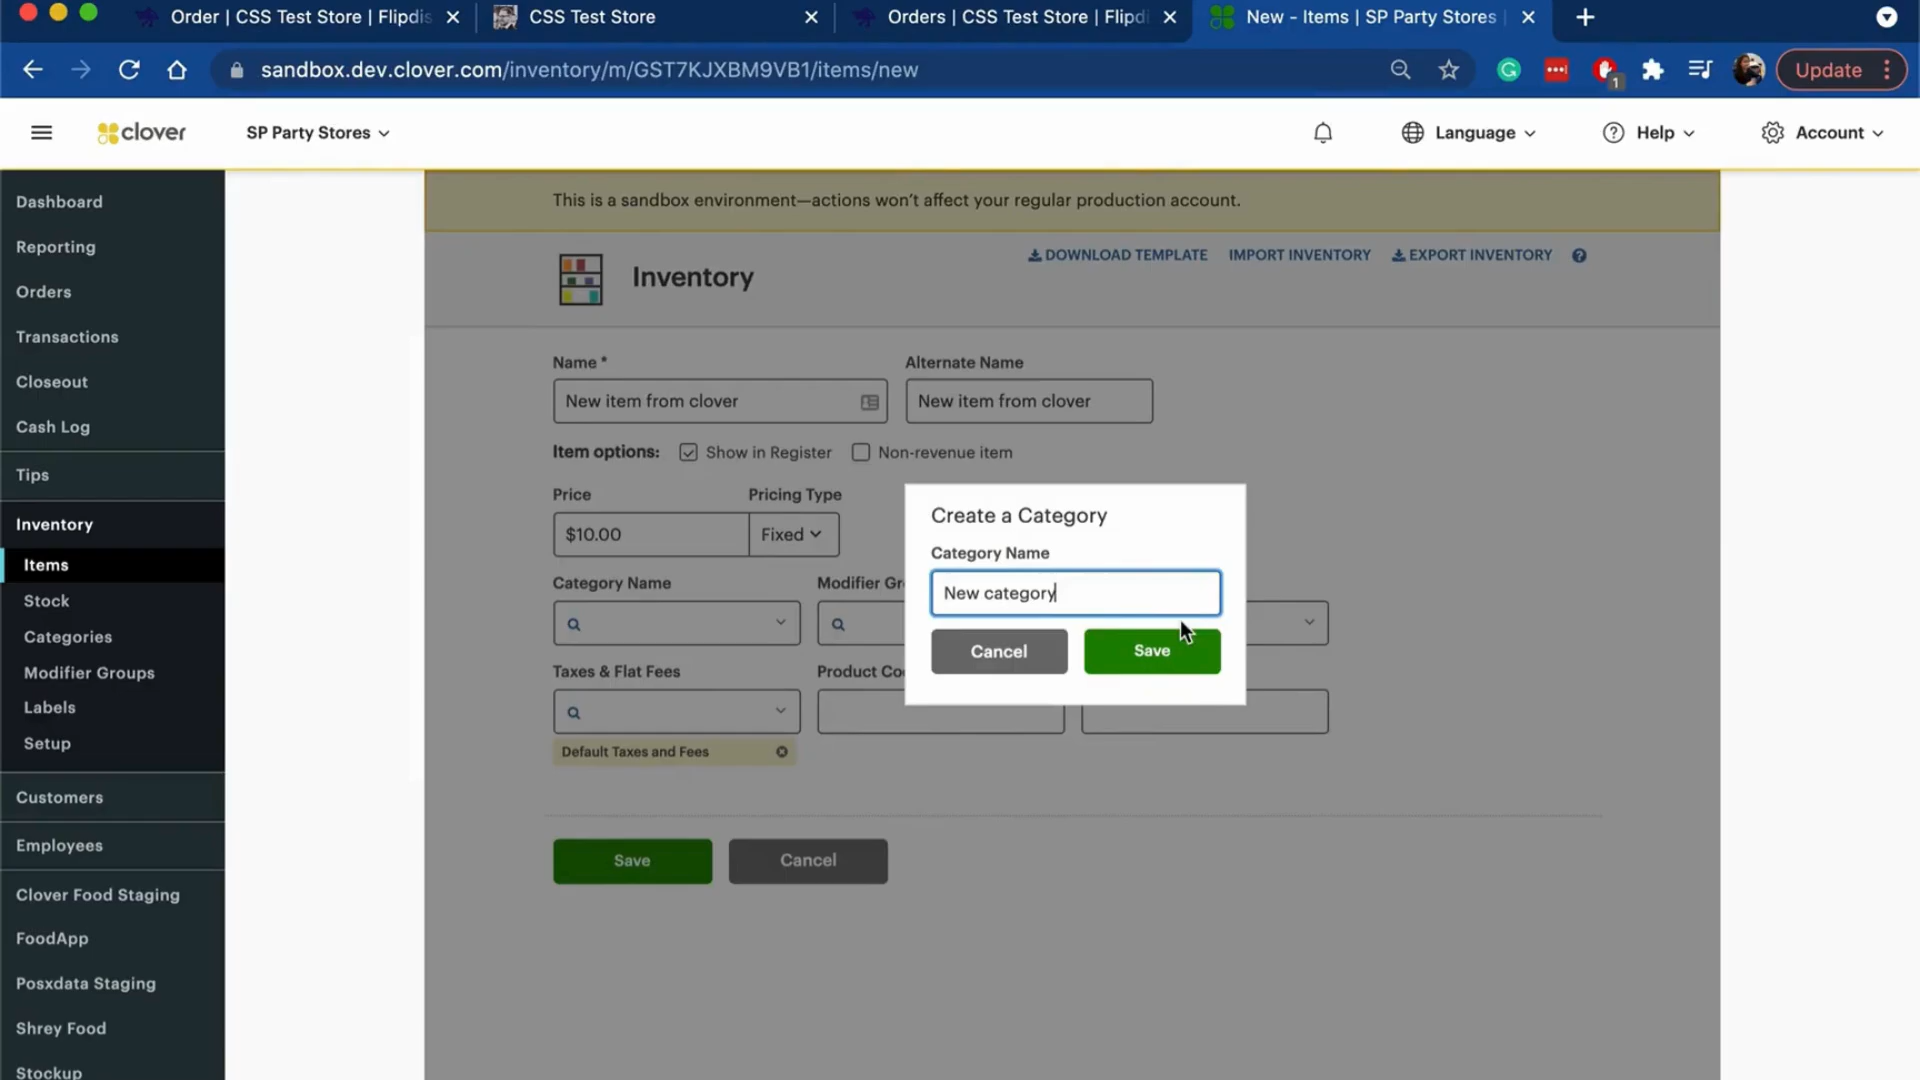 Order | CSS Test Store | Flipdis
CSS Test Store
Orders | CSS Test Store | Flipdi
New - Items | SP Party Stores |
sandbox.dev.clover.com/inventory/m/GST7KJXBM9VB1/items/new
1
Update
clover
SP Party Stores
Language
Help
Account
Dashboard
Reporting
Orders
Transactions
Closeout
Cash Log
Tips
Inventory
Items
Stock
Categories
Modifier Groups
Labels
Setup
Customers
Employees
Clover Food Staging
FoodApp
Posxdata Staging
Shrey Food
Stockup
This is a sandbox environment—actions won't affect your regular production account.
Inventory
DOWNLOAD TEMPLATE
IMPORT INVENTORY
EXPORT INVENTORY
Name *
Alternate Name
New item from clover
New item from clover
Item options:
Show in Register
Non-revenue item
Price
Pricing Type
$10.00
Fixed
Category Name
Modifier Gr
Taxes & Flat Fees
Product Co
Default Taxes and Fees
Save
Cancel
Create a Category
Category Name
New category
Cancel
Save